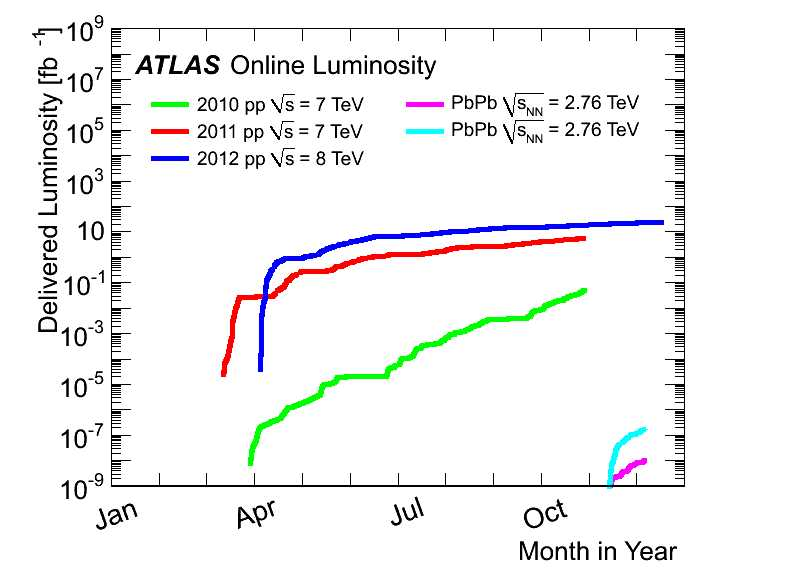 ATLAS Online Luminosity
2010 pp √s = 7 TeV
2011 pp √s = 7 TeV
2012 pp √s = 8 TeV
PbPb √sNN = 2.76 TeV
PbPb √sNN = 2.76 TeV
Delivered Luminosity [fb⁻¹]
10⁹
10⁷
10⁵
10³
10
10⁻¹
10⁻³
10⁻⁵
10⁻⁷
10⁻⁹
Jan
Apr
Jul
Oct
Month in Year